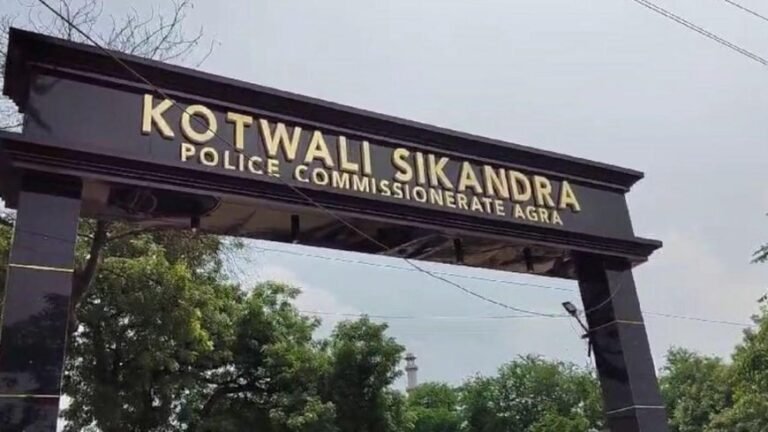 KOTWALI SIKANDRA
POLICE COMMISSIONERATE AGRA